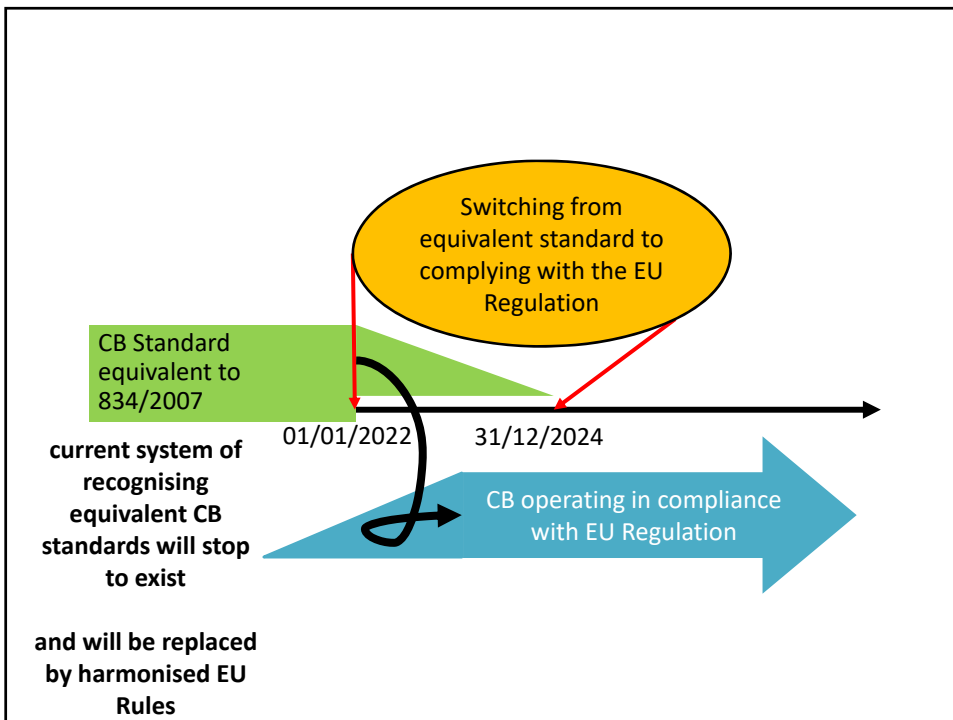 Switching from
equivalent standard to
complying with the EU
Regulation
CB Standard
equivalent to
834/2007
01/01/2022
31/12/2024
current system of
recognising
equivalent CB
standards will stop
to exist
CB operating in compliance
with EU Regulation
and will be replaced
by harmonised EU
Rules